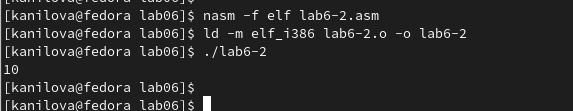 [kanilova@fedora lab06]$ nasm -f elf lab6-2.asm
[kanilova@fedora lab06]$ ld -m elf_i386 lab6-2.o -o lab6-2
[kanilova@fedora lab06]$ ./lab6-2
10
[kanilova@fedora lab06]$
[kanilova@fedora lab06]$